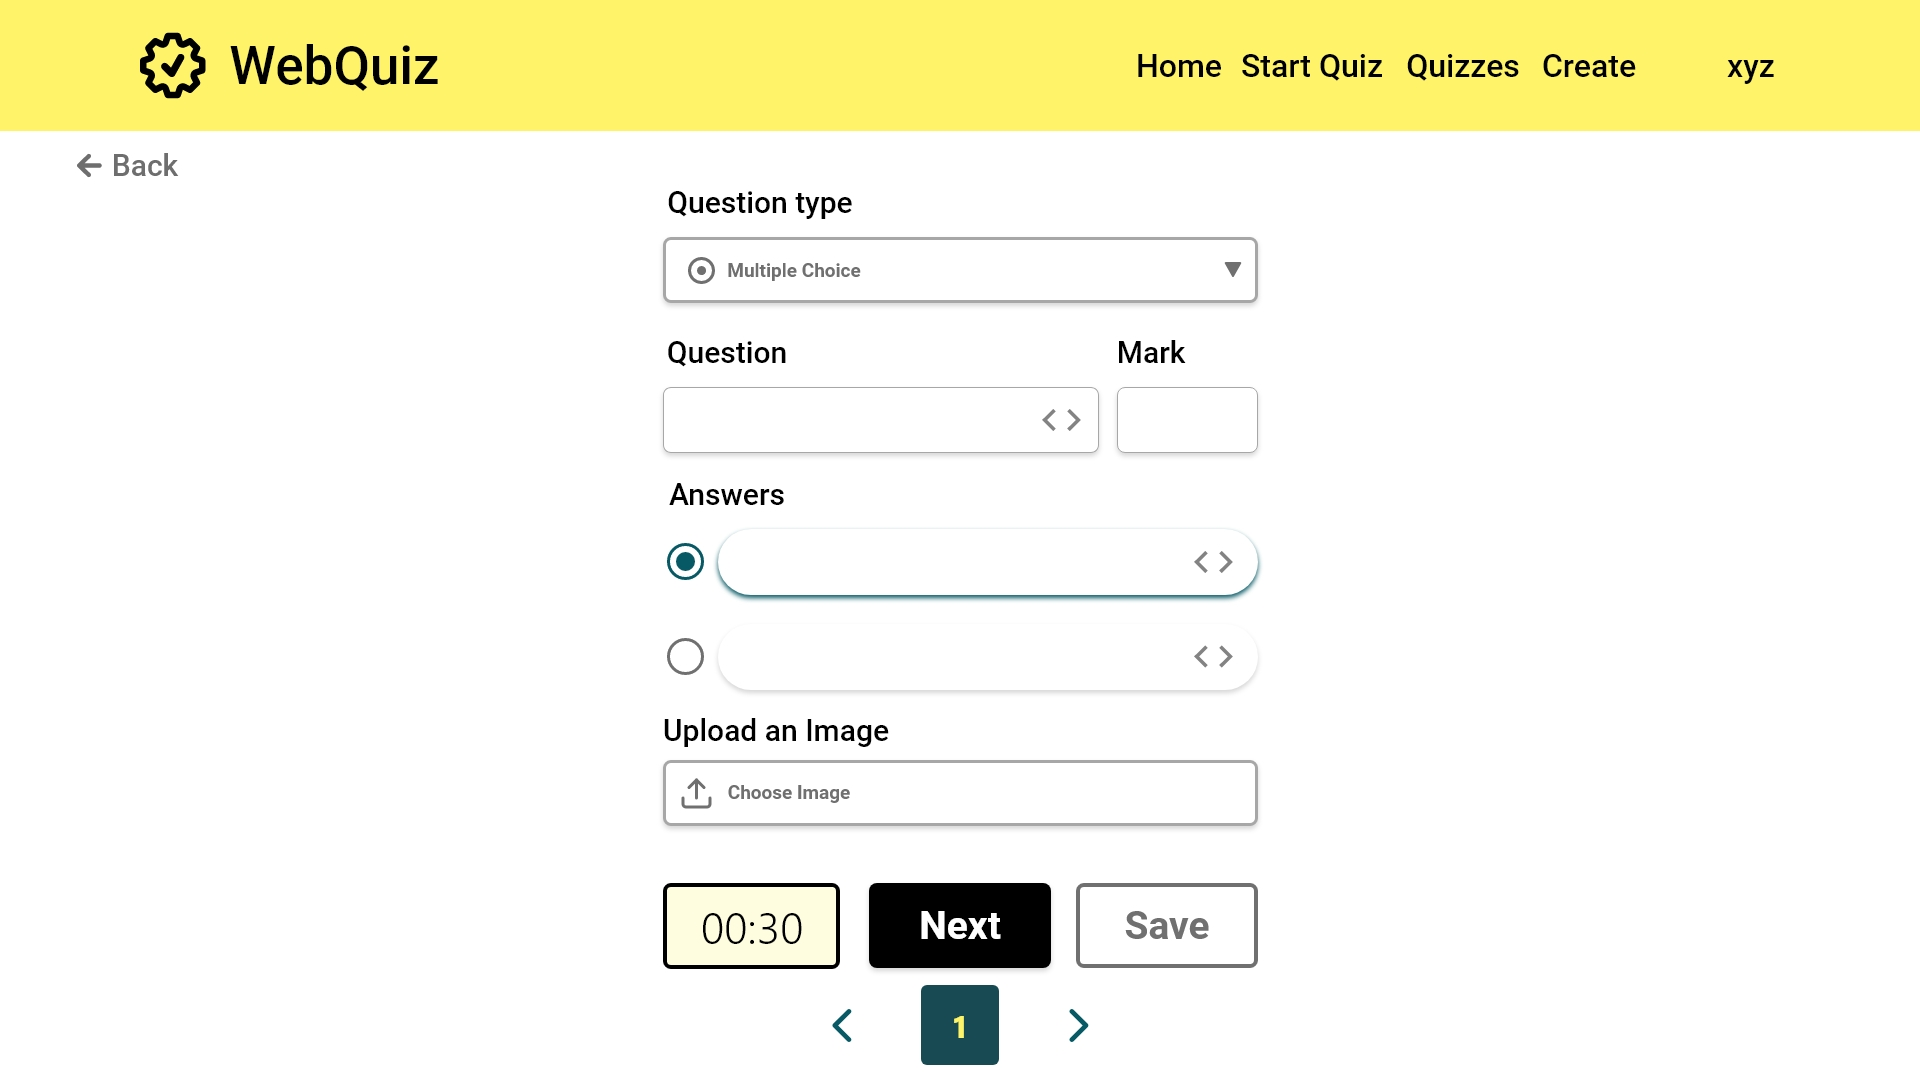 WebQuiz
Home Start Quiz Quizzes Create xyz
Back
Question type
Multiple Choice
Question Mark
Answers
Upload an Image
Choose Image
00:30 Next Save
1